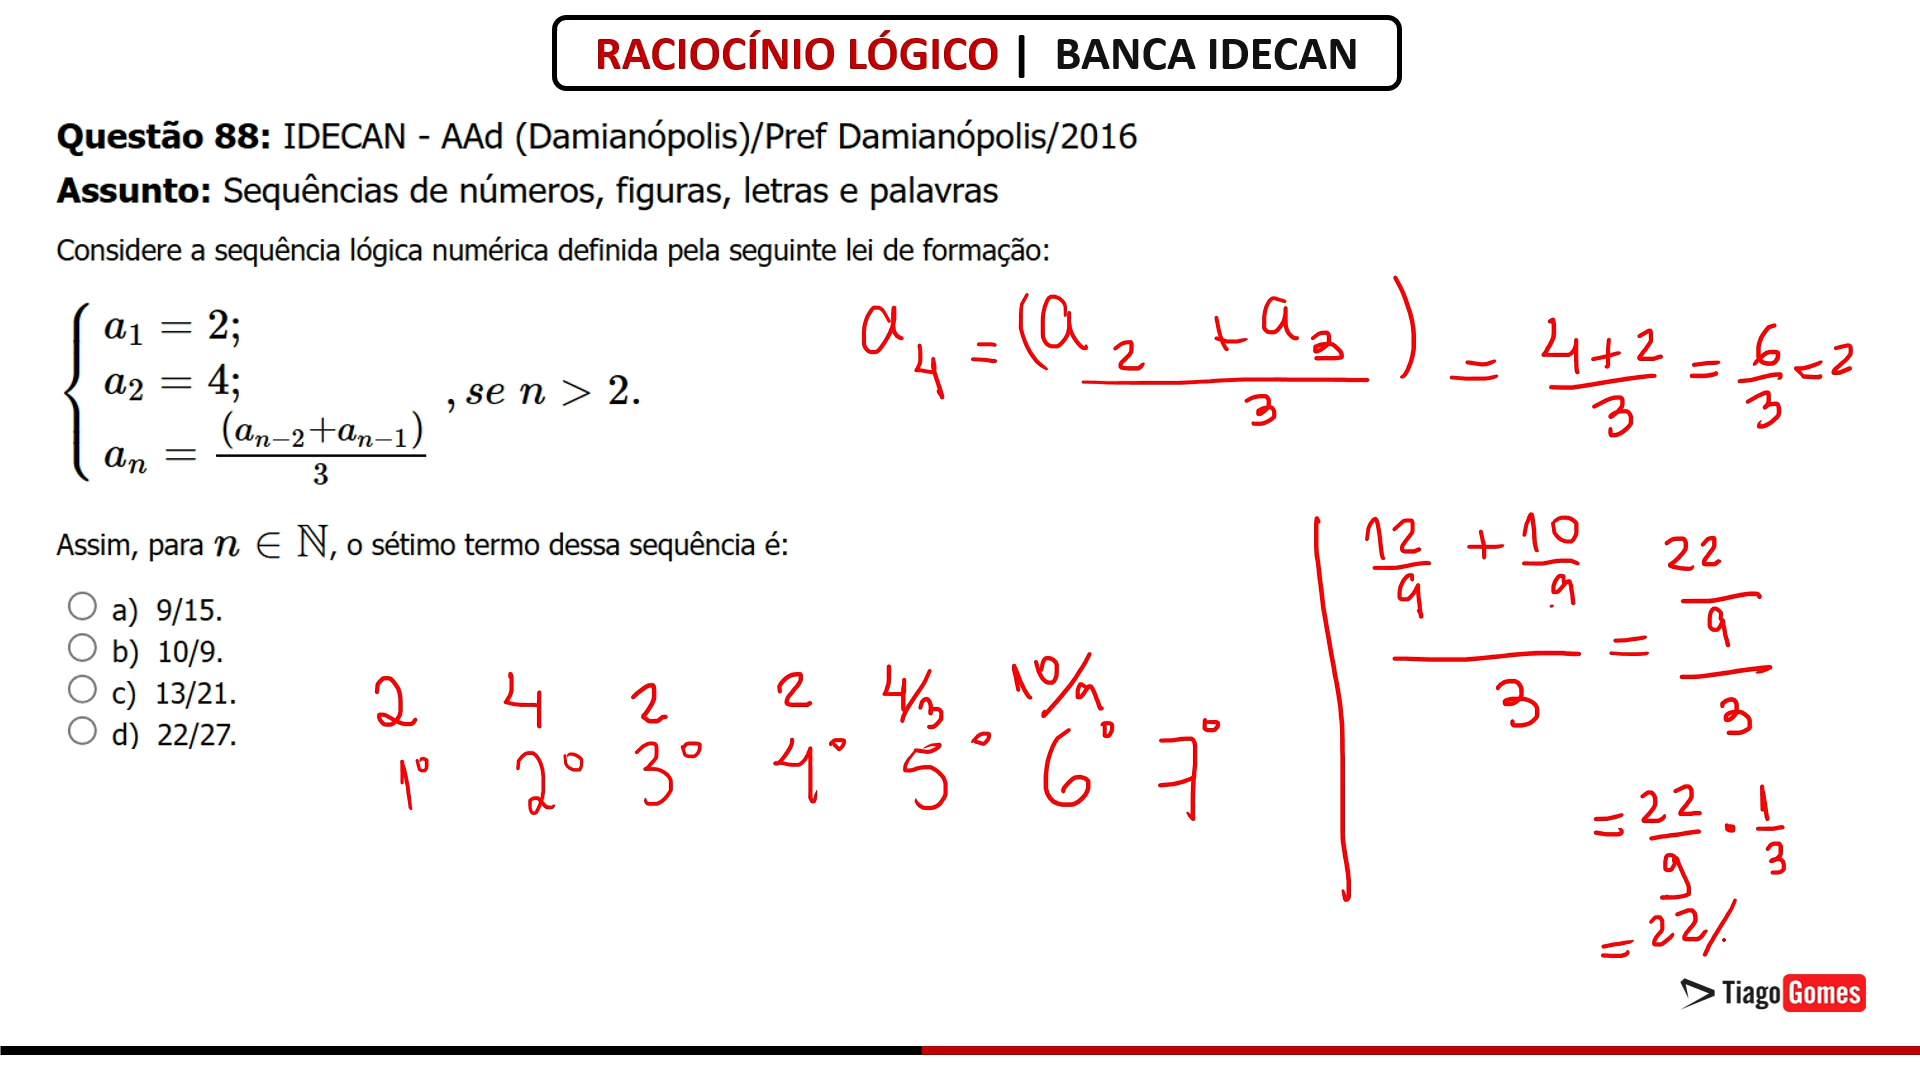 RACIOCÍNIO LÓGICO | BANCA IDECAN
Questão 88: IDECAN - AAd (Damianópolis)/Pref Damianópolis/2016
Assunto: Sequências de números, figuras, letras e palavras
Considere a sequência lógica numérica definida pela seguinte lei de formação:
a₁ = 2;
a₂ = 4;
aₙ = (aₙ₋₂+aₙ₋₁)/3 , se n > 2.
a₄ = (a₂ + a₃)/3 = 4+2/3 = 6/3 = 2
Assim, para n ∈ ℕ, o sétimo termo dessa sequência é:
a) 9/15.
b) 10/9.
c) 13/21.
d) 22/27.
2 4 2 2 4/3 10/9
1º 2º 3º 4º 5º 6º 7º
12/9 + 10/9 / 3 = 22/9 / 3
= 22/9 . 1/3
= 22/
Tiago Gomes